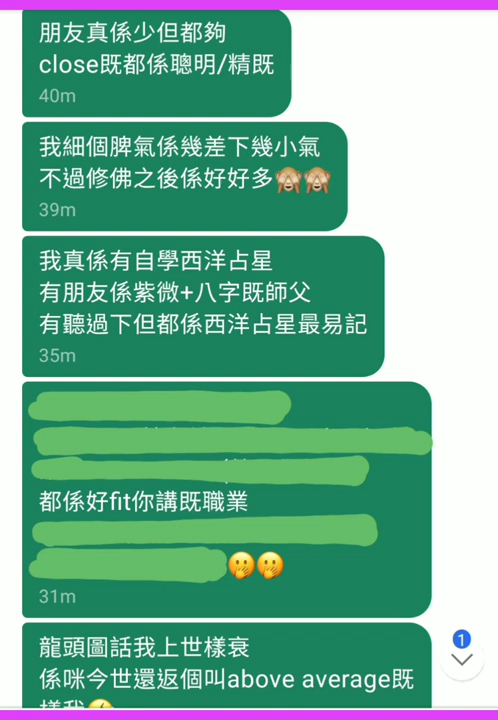 朋友真係少但都夠
close既都係聰明/精既
40m
我細個脾氣係幾差下幾小氣
不過修佛之後係好好多🙈🙈
39m
我真係有自學西洋占星
有朋友係紫微+八字既師父
有聽過下但都係西洋占星最易記
35m
都係好fit你講既職業
🤭🤭
31m
龍頭圖話我上世樣衰
係咪今世還返個叫above average既
1